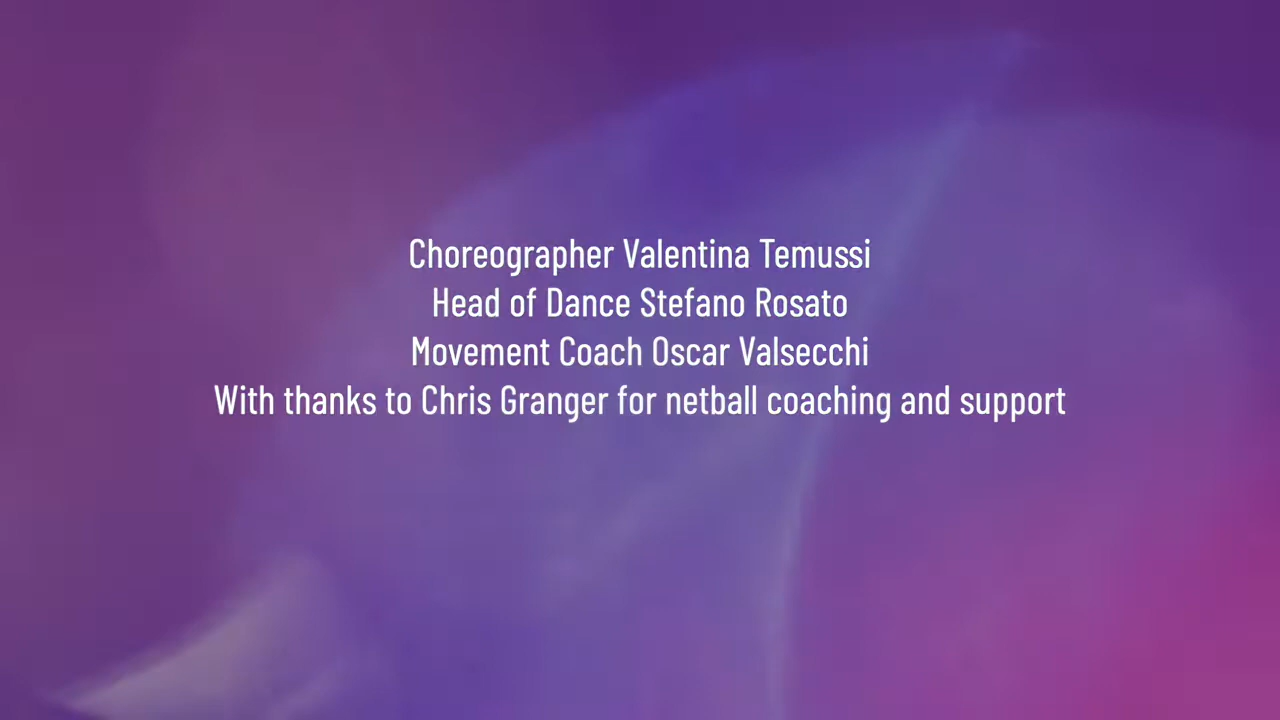 Choreographer Valentina Temussi
Head of Dance Stefano Rosato
Movement Coach Oscar Valsecchi
With thanks to Chris Granger for netball coaching and support